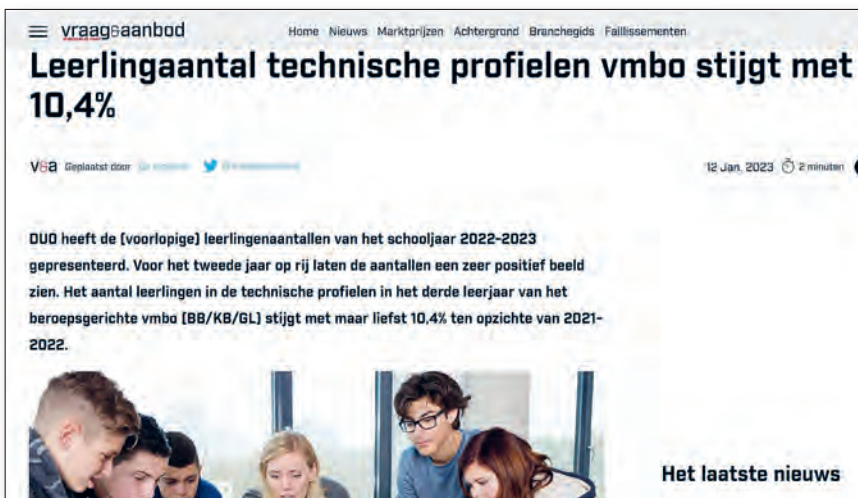 vraag&aanbod
Home Nieuws Marktprijzen Achtergrond Branchegids Faillissementen
Leerlingaantal technische profielen vmbo stijgt met
10,4%
V&a Geplaatst door
12 Jan, 2023 2 minuten
DUO heeft de (voorlopige) leerlingenaantallen van het schooljaar 2022-2023
gepresenteerd. Voor het tweede jaar op rij laten de aantallen een zeer positief beeld
zien. Het aantal leerlingen in de technische profielen in het derde leerjaar van het
beroepsgerichte vmbo (BB/KB/GL) stijgt met maar liefst 10,4% ten opzichte van 2021-
2022.
Het laatste nieuws